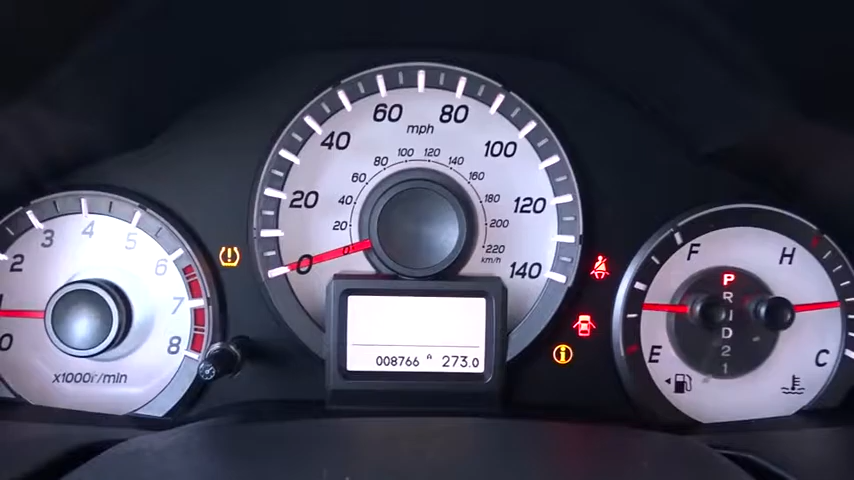 2 3 4 5 6 7 8
0
x1000r/min
0 20 40 60 80 100 120 140
mph
20 40 60 80 100 120 140 160 180 200 220
km/h
008766 A 273.0
i
F
E
P
R
N
D
2
1
H
C